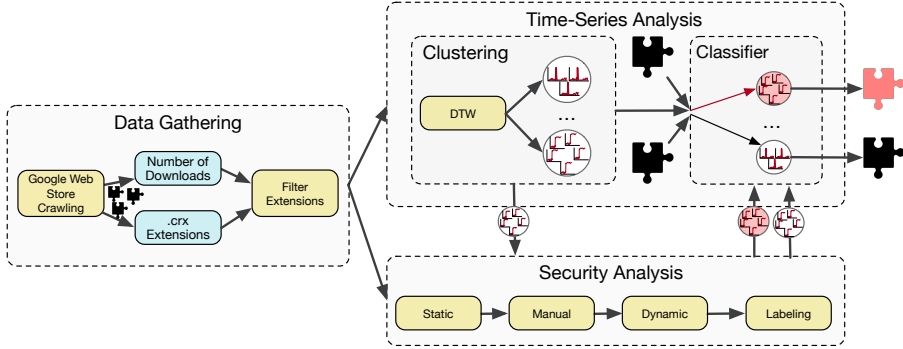 Time-Series Analysis
Clustering
Classifier
DTW
...
...
Data Gathering
Google Web
Store
Crawling
Number of
Downloads
.crx
Extensions
Filter
Extensions
Security Analysis
Static
Manual
Dynamic
Labeling